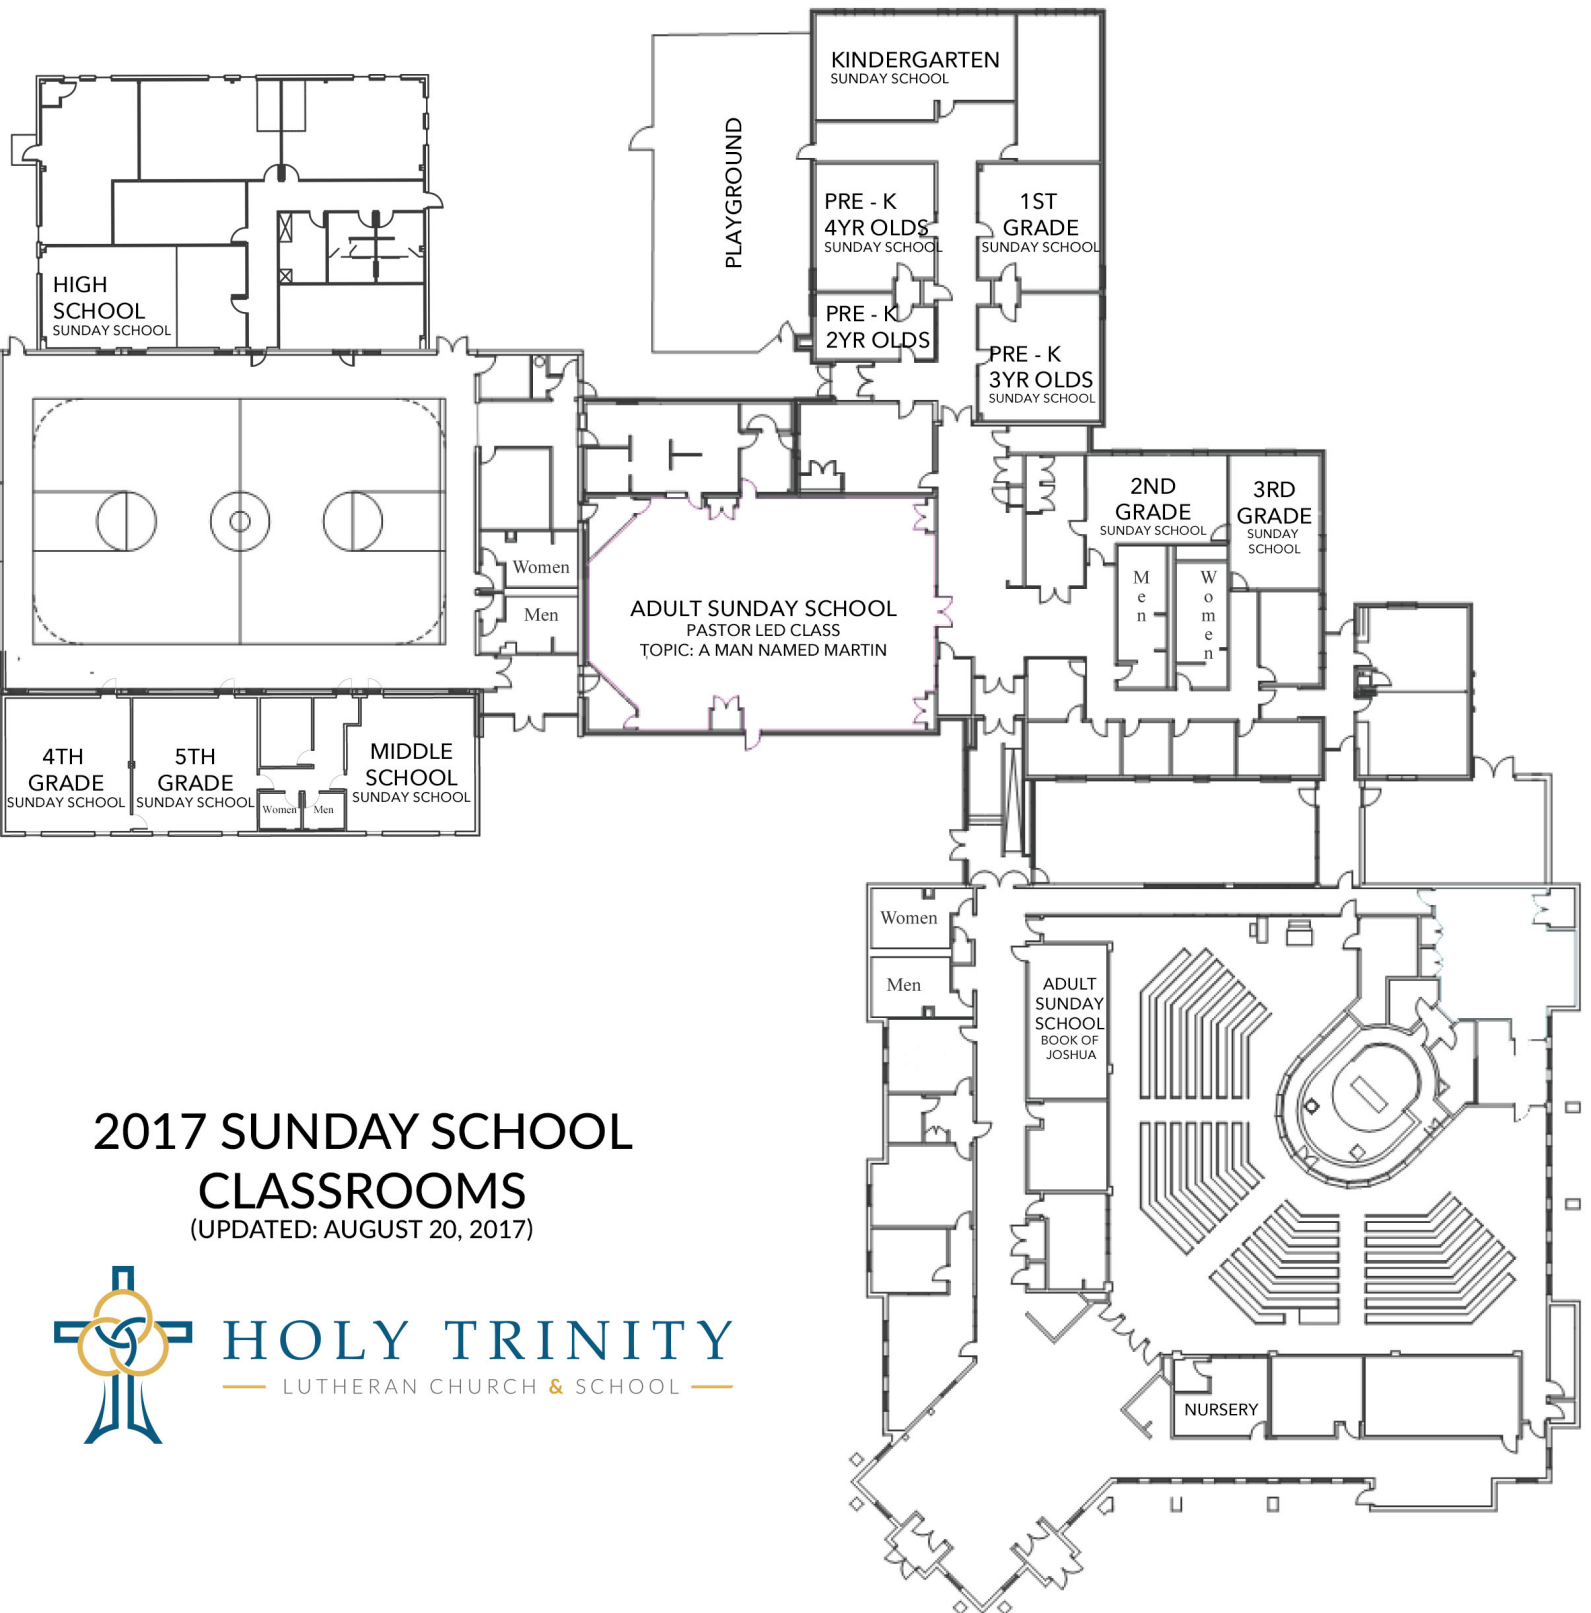 KINDERGARTEN
SUNDAY SCHOOL
PLAYGROUND
PRE - K
4YR OLDS
SUNDAY SCHOOL
1ST
GRADE
SUNDAY SCHOOL
HIGH
SCHOOL
SUNDAY SCHOOL
PRE - K
2YR OLDS
PRE - K
3YR OLDS
SUNDAY SCHOOL
2ND
GRADE
SUNDAY SCHOOL
3RD
GRADE
SUNDAY
SCHOOL
Women
Men
Men
Women
ADULT SUNDAY SCHOOL
PASTOR LED CLASS
TOPIC: A MAN NAMED MARTIN
4TH
GRADE
SUNDAY SCHOOL
5TH
GRADE
SUNDAY SCHOOL
Women
Men
MIDDLE
SCHOOL
SUNDAY SCHOOL
Women
Men
ADULT
SUNDAY
SCHOOL
BOOK OF
JOSHUA
2017 SUNDAY SCHOOL
CLASSROOMS
(UPDATED: AUGUST 20, 2017)
HOLY TRINITY
LUTHERAN CHURCH & SCHOOL
NURSERY